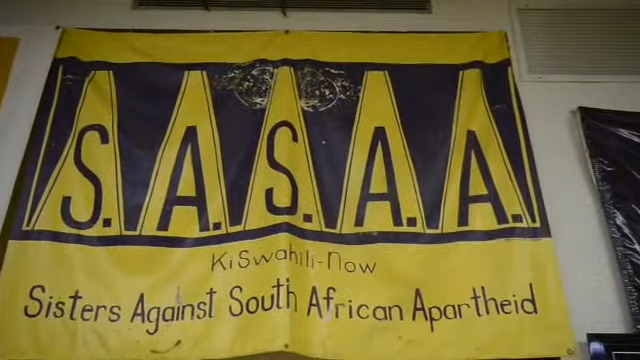 S. A. S. A. A.
KiSwahili-Now
Sisters Against South African Apartheid